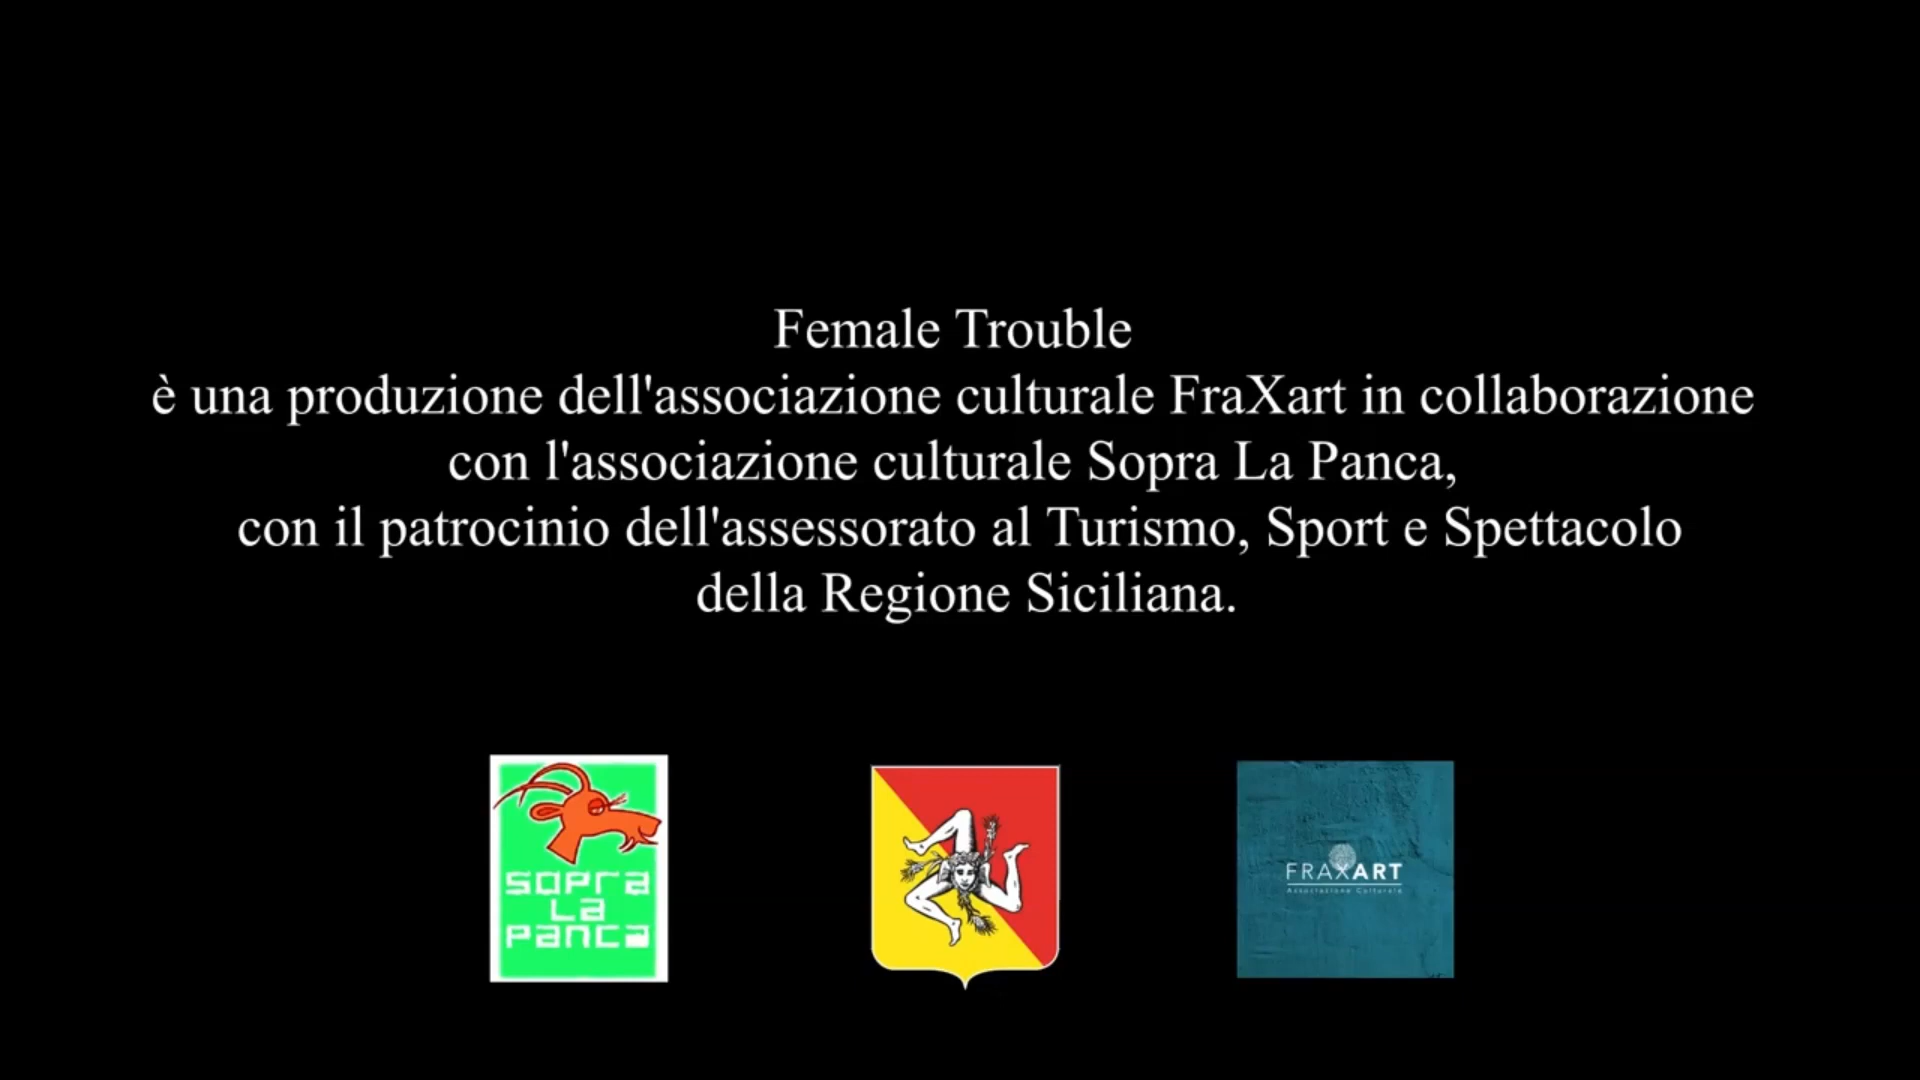 Female Trouble
è una produzione dell'associazione culturale FraXart in collaborazione
con l'associazione culturale Sopra La Panca,
con il patrocinio dell'assessorato al Turismo, Sport e Spettacolo
della Regione Siciliana.
sopra
La
panca
FRAXART
Associazione Culturale